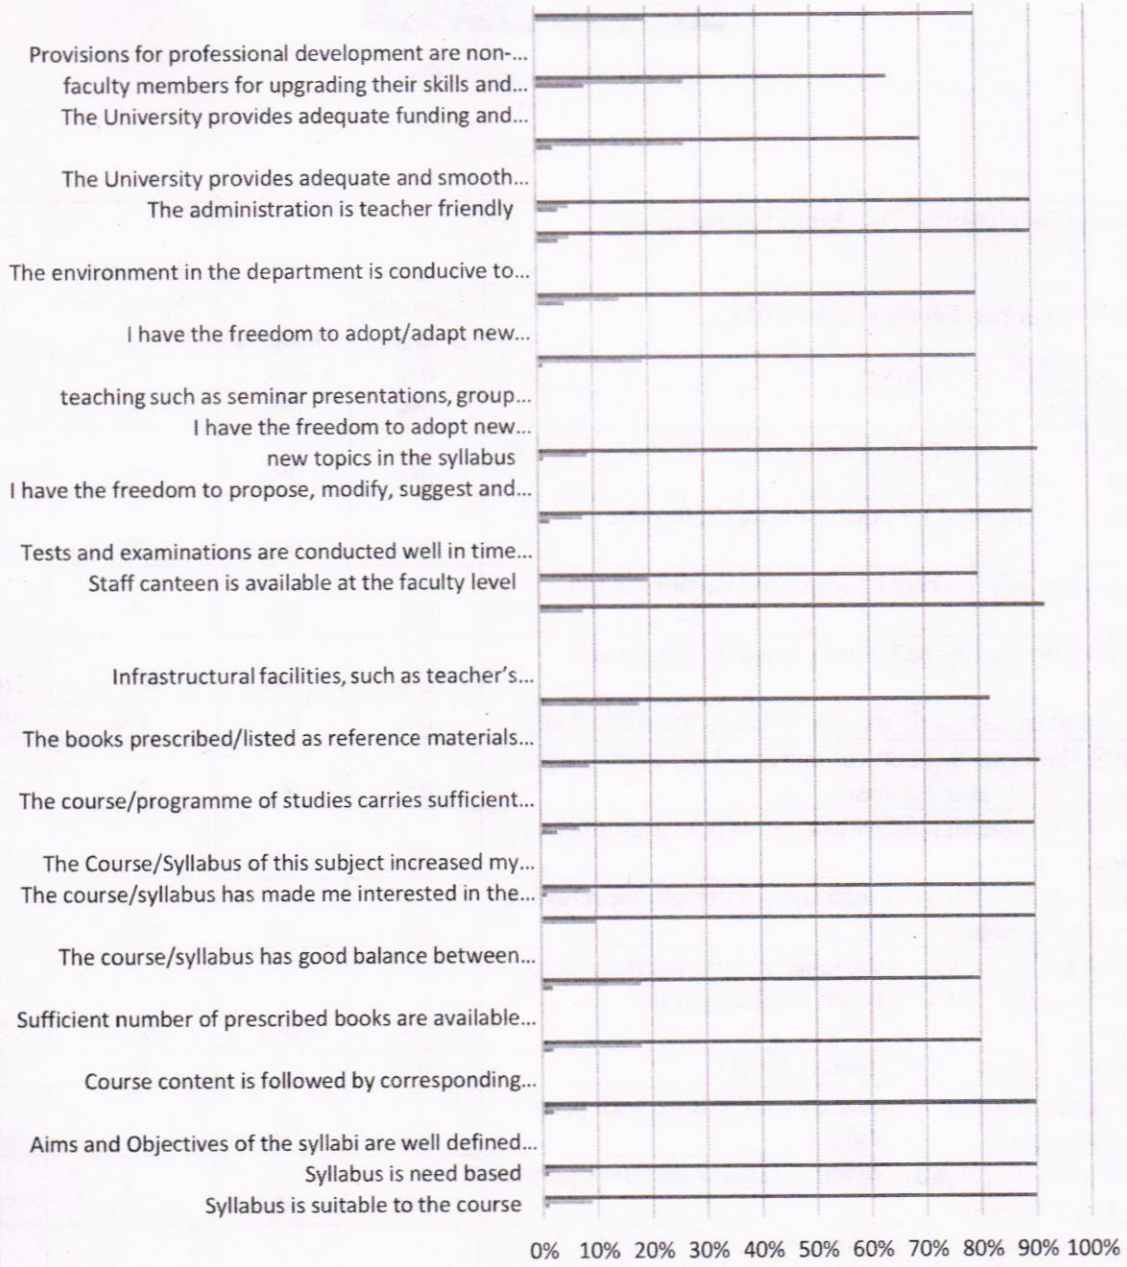 Provisions for professional development are non-...
faculty members for upgrading their skills and...
The University provides adequate funding and...
The University provides adequate and smooth...
The administration is teacher friendly
The environment in the department is conducive to...
I have the freedom to adopt/adapt new...
teaching such as seminar presentations, group...
I have the freedom to adopt new...
new topics in the syllabus
I have the freedom to propose, modify, suggest and...
Tests and examinations are conducted well in time...
Staff canteen is available at the faculty level
Infrastructural facilities, such as teacher's...
The books prescribed/listed as reference materials...
The course/programme of studies carries sufficient...
The Course/Syllabus of this subject increased my...
The course/syllabus has made me interested in the...
The course/syllabus has good balance between...
Sufficient number of prescribed books are available...
Course content is followed by corresponding...
Aims and Objectives of the syllabi are well defined...
Syllabus is need based
Syllabus is suitable to the course
0% 10% 20% 30% 40% 50% 60% 70% 80% 90% 100%